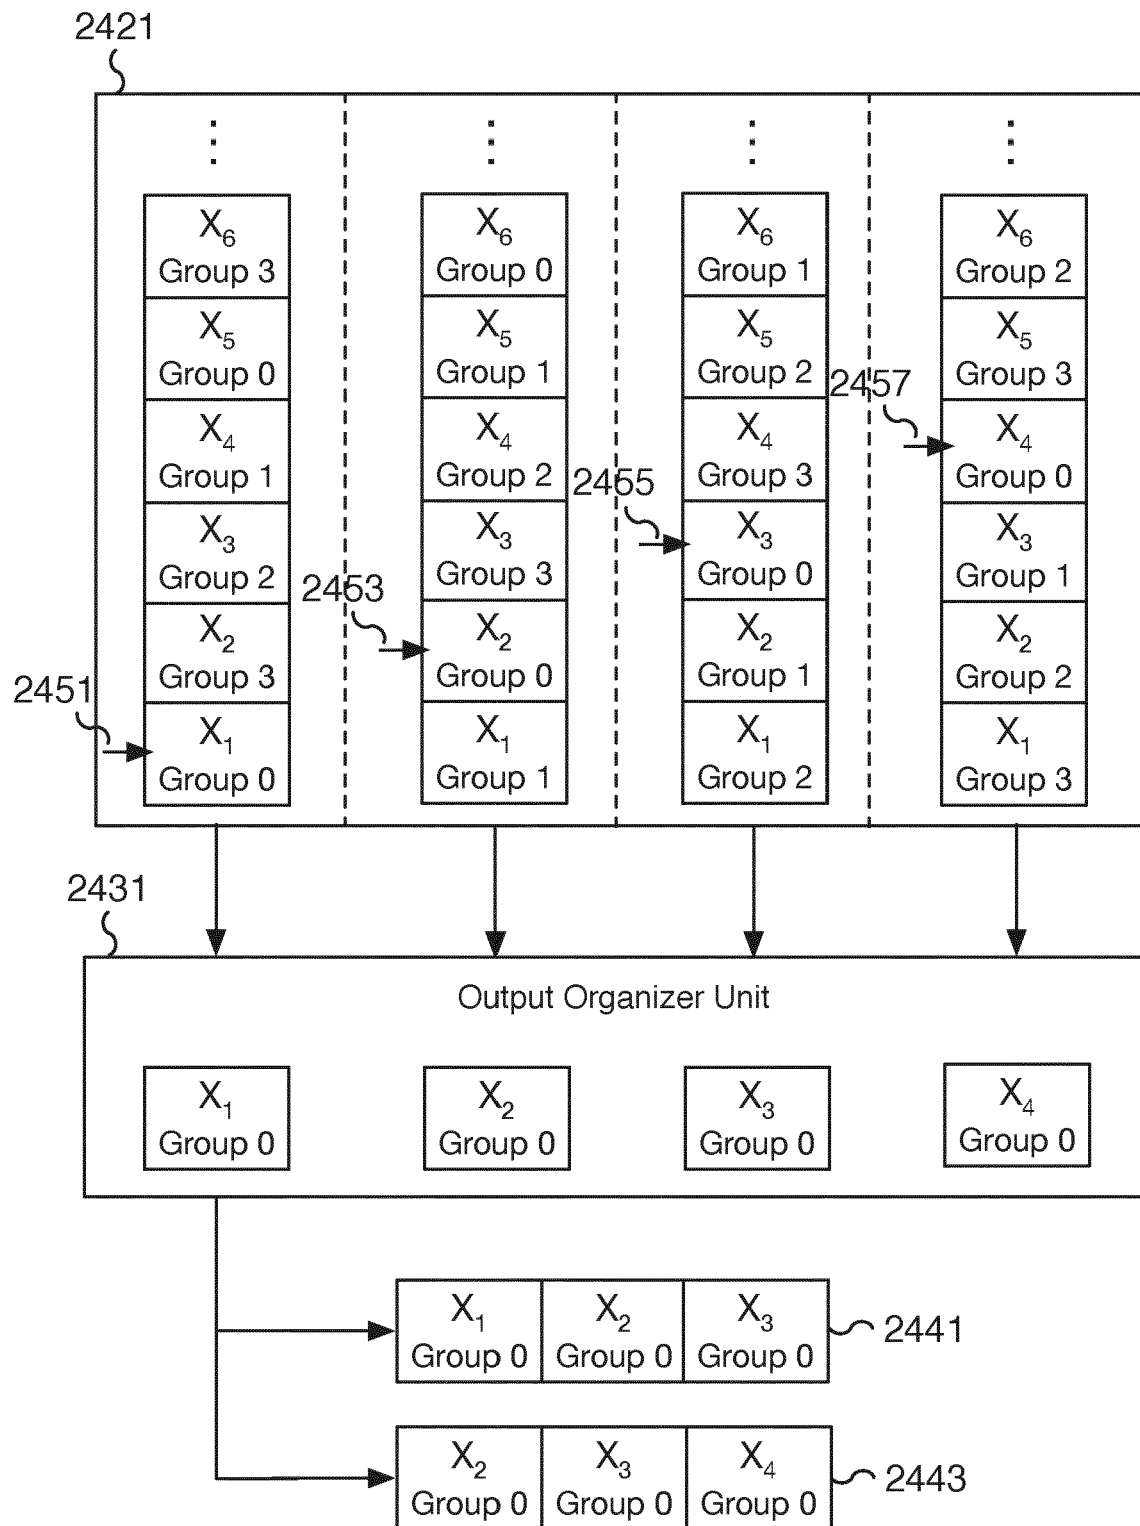 2421
⋮ ⋮ ⋮ ⋮
X₆ X₆ X₆ X₆
Group 3 Group 0 Group 1 Group 2
X₅ X₅ X₅ X₅
Group 0 Group 1 Group 2 Group 3
2457
X₄ X₄ X₄ X₄
Group 1 Group 2 Group 3 Group 0
2455
X₃ X₃ X₃ X₃
Group 2 Group 3 Group 0 Group 1
2453
X₂ X₂ X₂ X₂
Group 3 Group 0 Group 1 Group 2
2451
X₁ X₁ X₁ X₁
Group 0 Group 1 Group 2 Group 3
2431
Output Organizer Unit
X₁ X₂ X₃ X₄
Group 0 Group 0 Group 0 Group 0
X₁ X₂ X₃
Group 0 Group 0 Group 0
2441
X₂ X₃ X₄
Group 0 Group 0 Group 0
2443